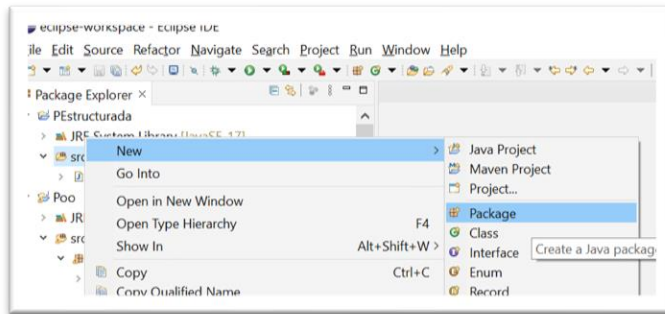 eclipse-workspace - Eclipse IDE
ile Edit Source Refactor Navigate Search Project Run Window Help
Package Explorer ×
PEstructurada
JRE System Library [JavaSE-17]
src
Poo
JR
src
New
Go Into
Open in New Window
Open Type Hierarchy F4
Show In Alt+Shift+W >
Copy Ctrl+C
Copy Qualified Name
Java Project
Maven Project
Project...
Package
Class
Interface
Create a Java packag
Enum
Record